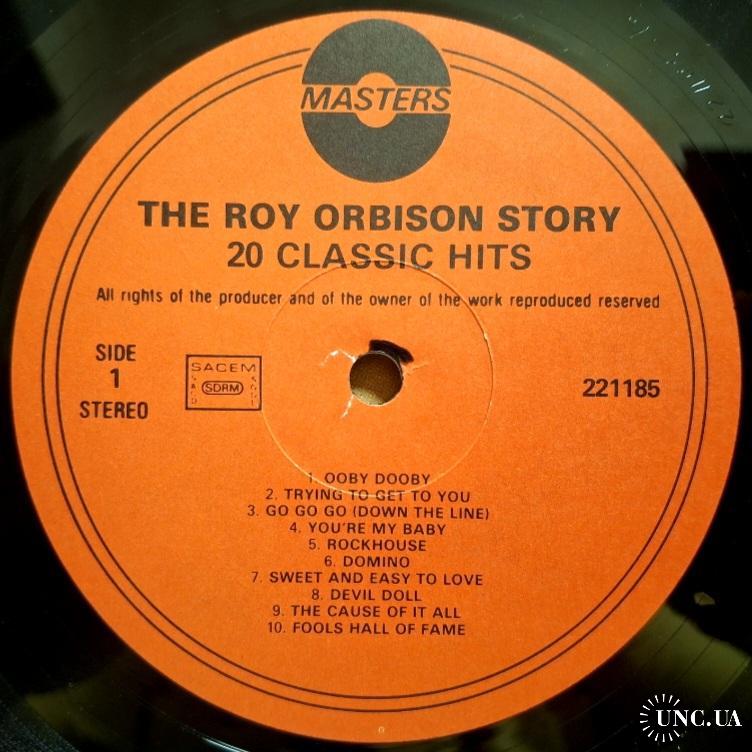 MASTERS
THE ROY ORBISON STORY
20 CLASSIC HITS
All rights of the producer and of the owner of the work reproduced reserved
SIDE
1
STEREO
SACEM
SDRM
221185
1. OOBY DOOBY
2. TRYING TO GET TO YOU
3. GO GO GO (DOWN THE LINE)
4. YOU'RE MY BABY
5. ROCKHOUSE
6. DOMINO
7. SWEET AND EASY TO LOVE
8. DEVIL DOLL
9. THE CAUSE OF IT ALL
10. FOOLS HALL OF FAME
UNC.UA